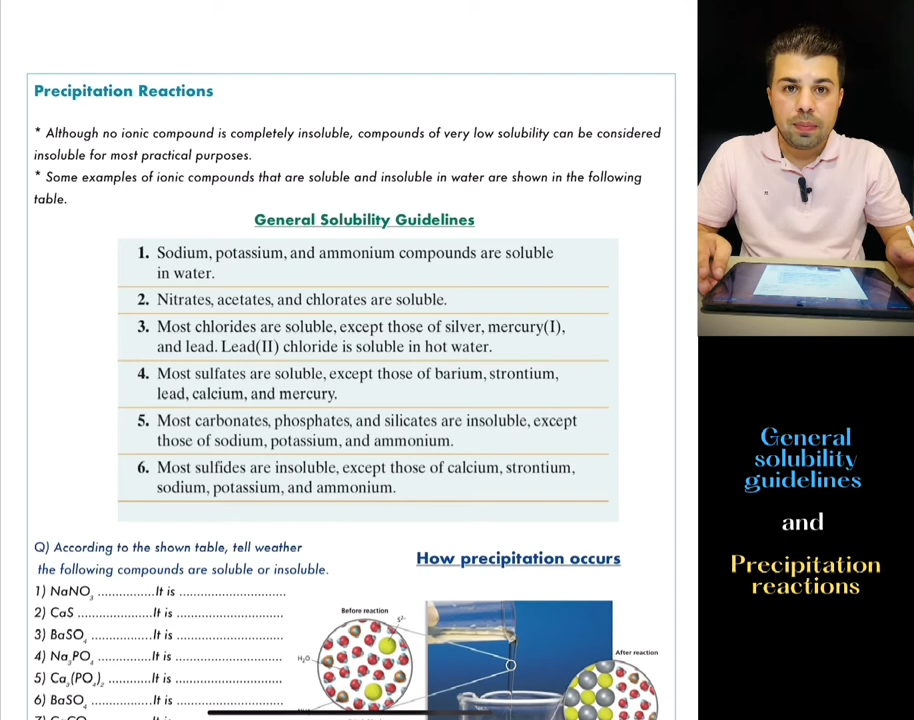 Precipitation Reactions
* Although no ionic compound is completely insoluble, compounds of very low solubility can be considered
insoluble for most practical purposes.
* Some examples of ionic compounds that are soluble and insoluble in water are shown in the following
table.
General Solubility Guidelines
1. Sodium, potassium, and ammonium compounds are soluble
in water.
2. Nitrates, acetates, and chlorates are soluble.
3. Most chlorides are soluble, except those of silver, mercury(I),
and lead. Lead(II) chloride is soluble in hot water.
4. Most sulfates are soluble, except those of barium, strontium,
lead, calcium, and mercury.
5. Most carbonates, phosphates, and silicates are insoluble, except
those of sodium, potassium, and ammonium.
6. Most sulfides are insoluble, except those of calcium, strontium,
sodium, potassium, and ammonium.
Q) According to the shown table, tell weather
the following compounds are soluble or insoluble.
1) NaNO₃ ...............It is ............................
2) CaS ....................It is ............................
3) BaSO₄ ................It is ............................
4) Na₃PO₄ ..............It is ............................
5) Ca₃(PO₄)₂ ...........It is ............................
6) BaSO₄ ................It is ............................
How precipitation occurs
Before reaction
S²⁻
H₂O
After reaction
General
solubility
guidelines
and
Precipitation
reactions